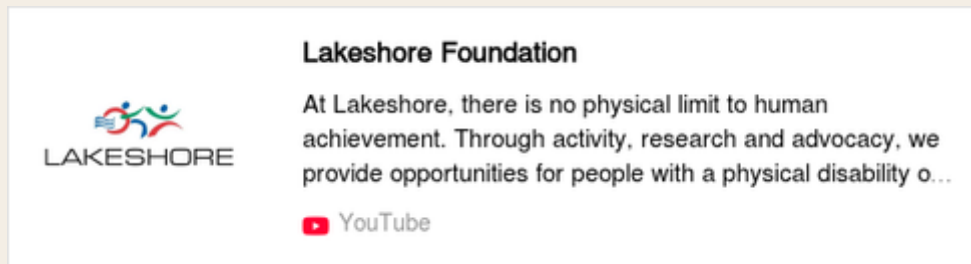 Lakeshore Foundation
At Lakeshore, there is no physical limit to human
achievement. Through activity, research and advocacy, we
provide opportunities for people with a physical disability o...
LAKESHORE
YouTube